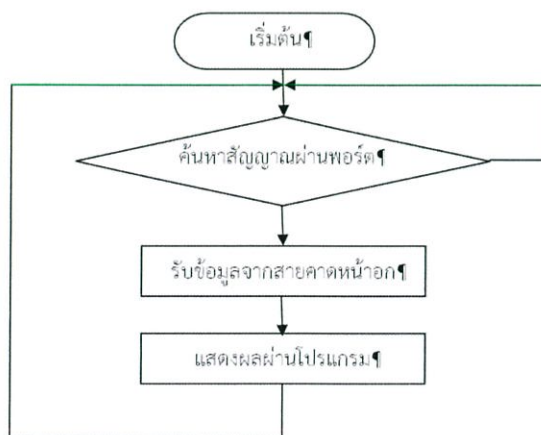 เริ่มต้น¶
ค้นหาสัญญาณผ่านพอร์ต¶
รับข้อมูลจากสายคาดหน้าอก¶
แสดงผลผ่านโปรแกรม¶